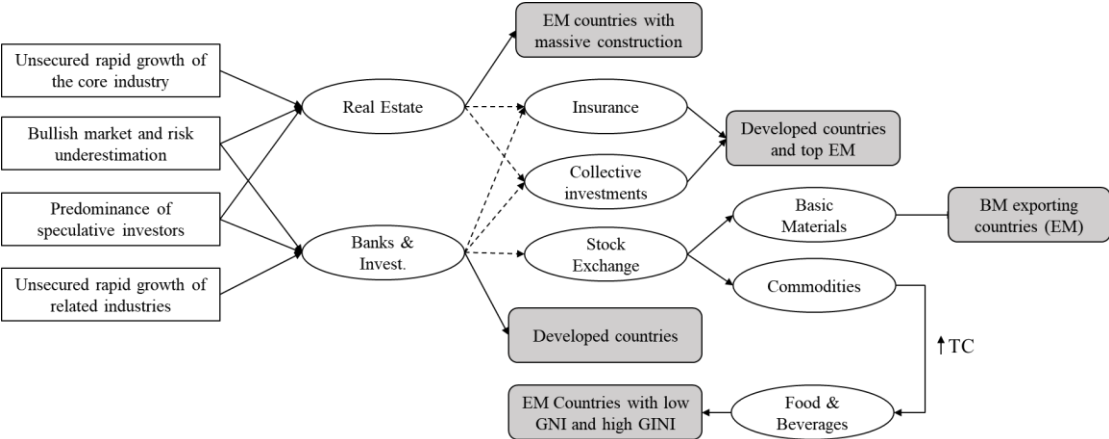 Unsecured rapid growth of
the core industry
Bullish market and risk
underestimation
Predominance of
speculative investors
Unsecured rapid growth of
related industries
Real Estate
Banks &
Invest.
EM countries with
massive construction
Insurance
Collective
investments
Stock
Exchange
Developed countries
EM Countries with low
GNI and high GINI
Developed countries
and top EM
Basic
Materials
Commodities
Food &
Beverages
BM exporting
countries (EM)
↑ TC